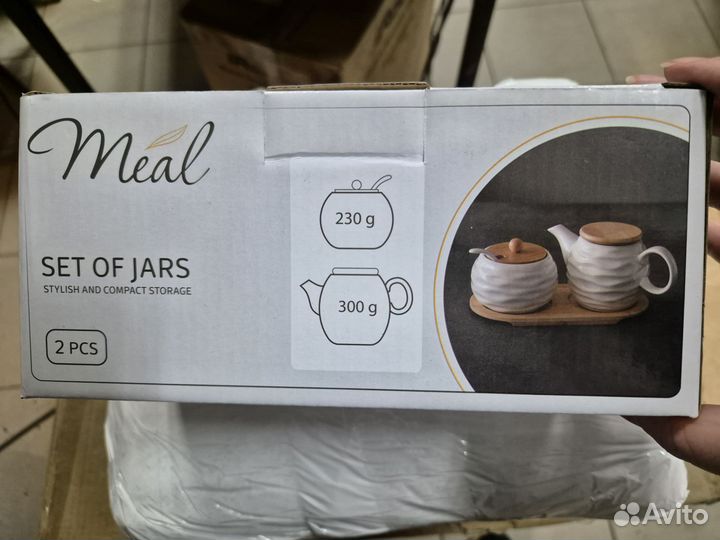 Meal
230 g
300 g
SET OF JARS
STYLISH AND COMPACT STORAGE
2 PCS
Avito